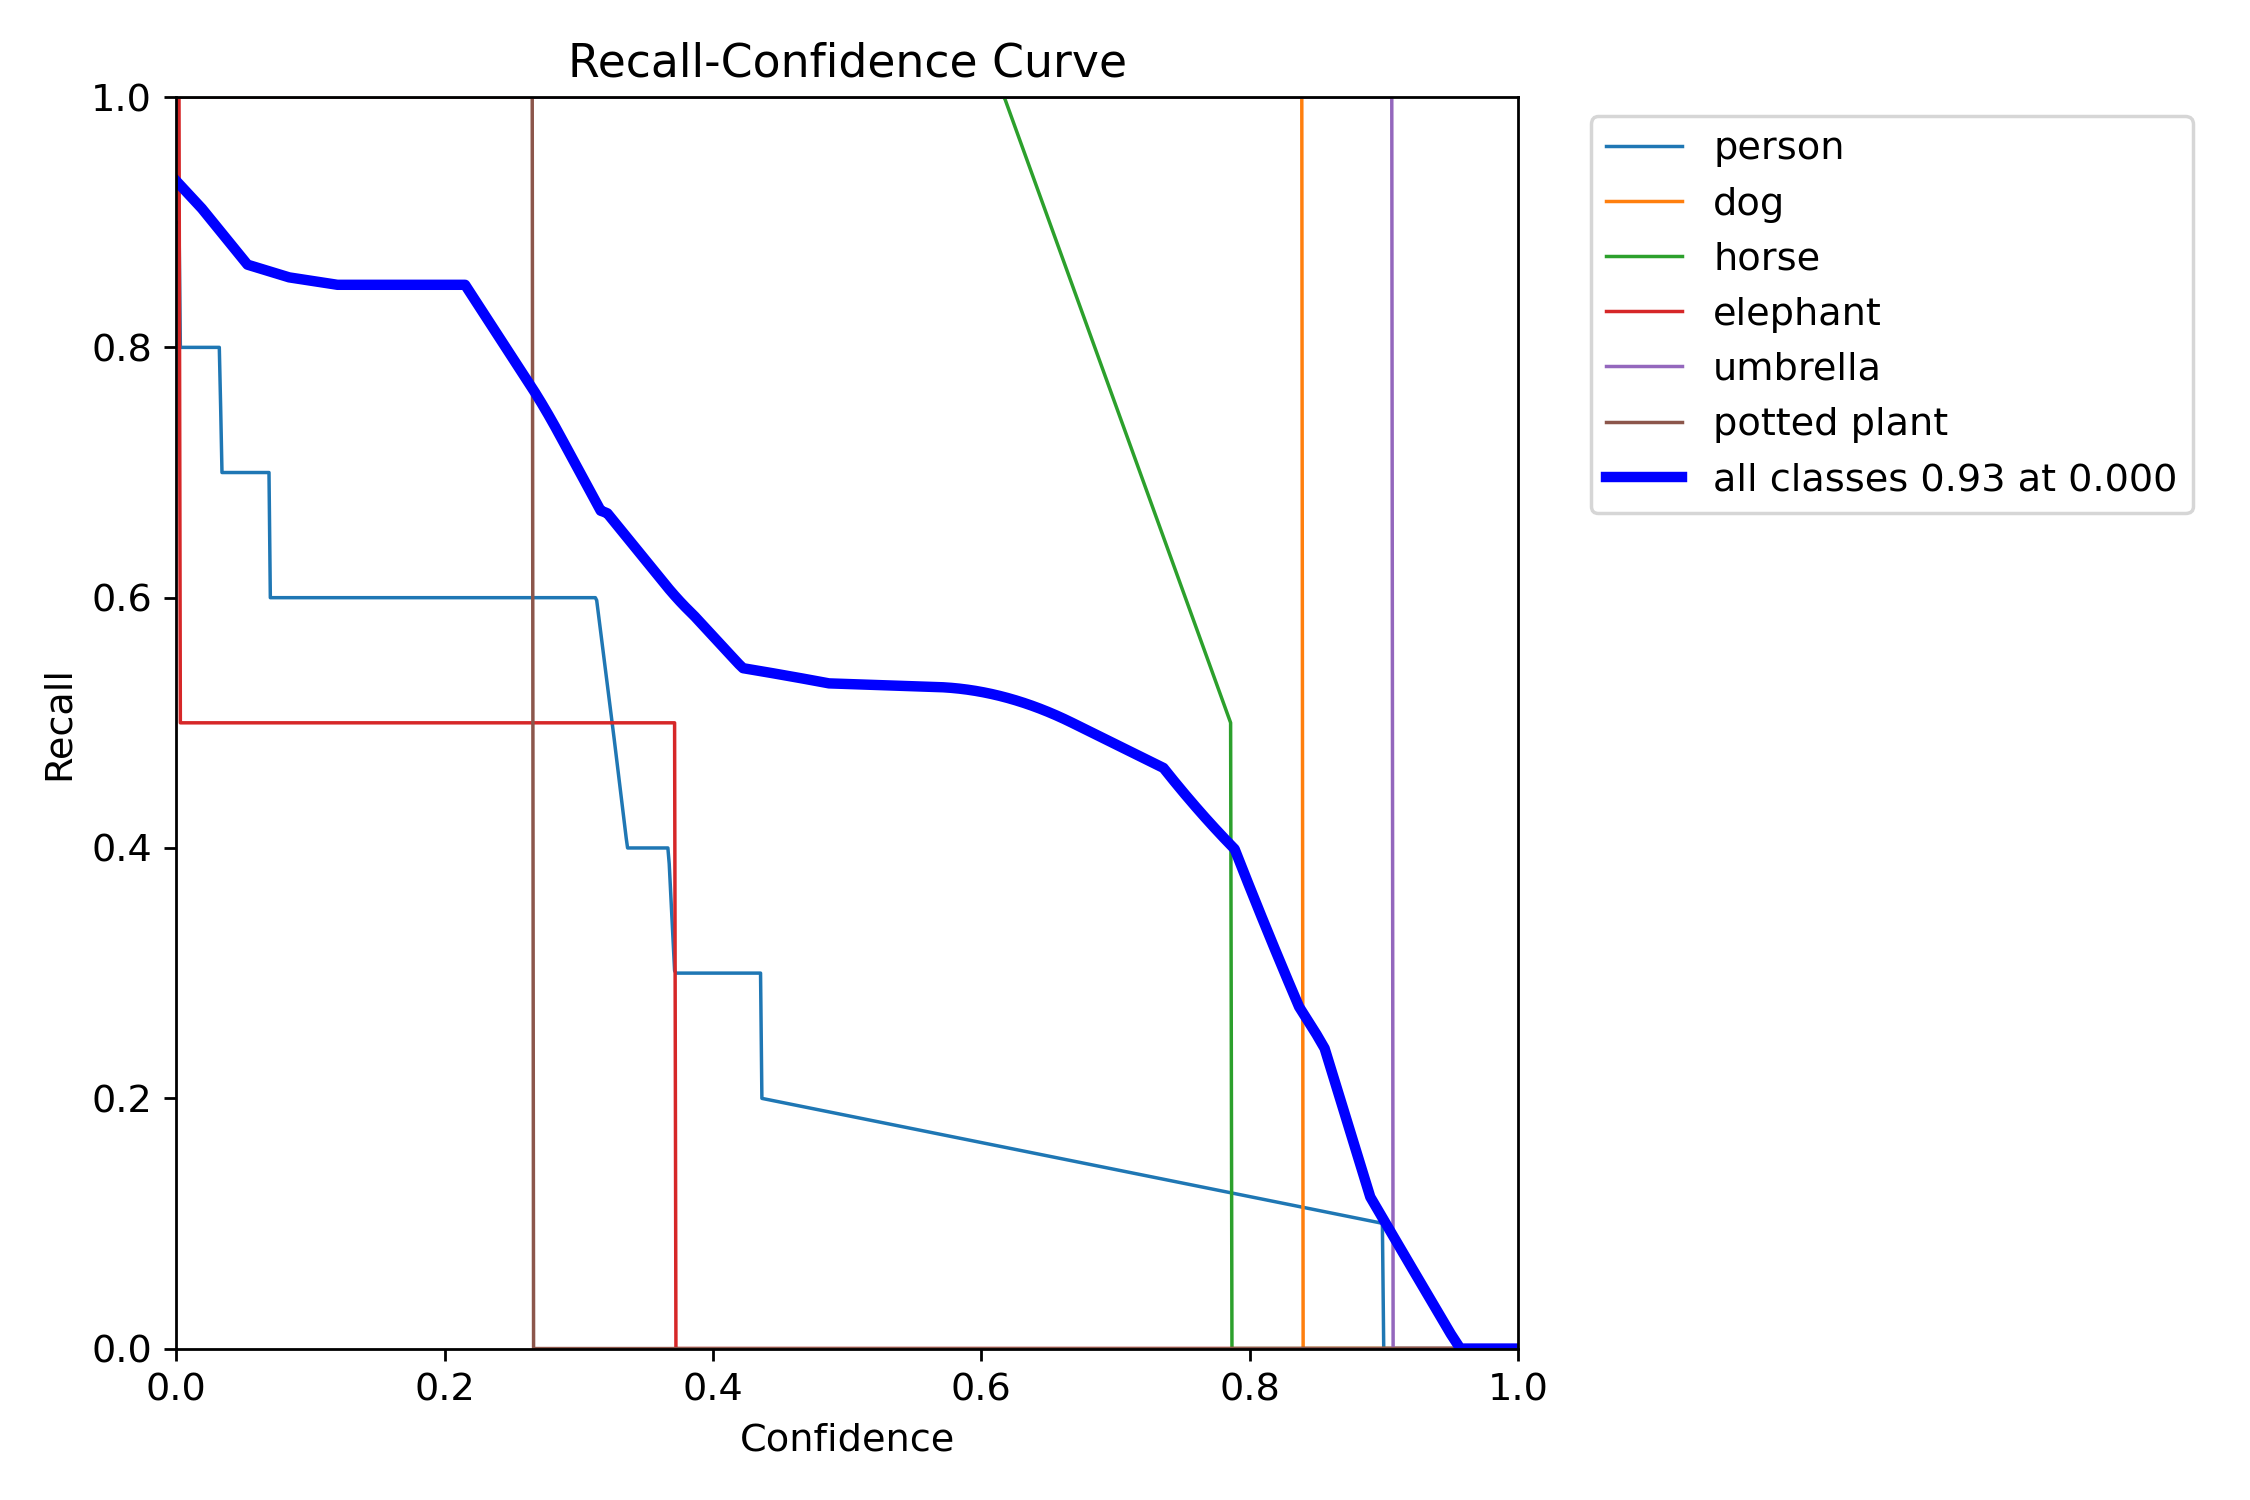 Recall-Confidence Curve
1.0
0.8
0.6
0.4
0.2
0.0
Recall
0.0 0.2 0.4 0.6 0.8 1.0
Confidence
person
dog
horse
elephant
umbrella
potted plant
all classes 0.93 at 0.000